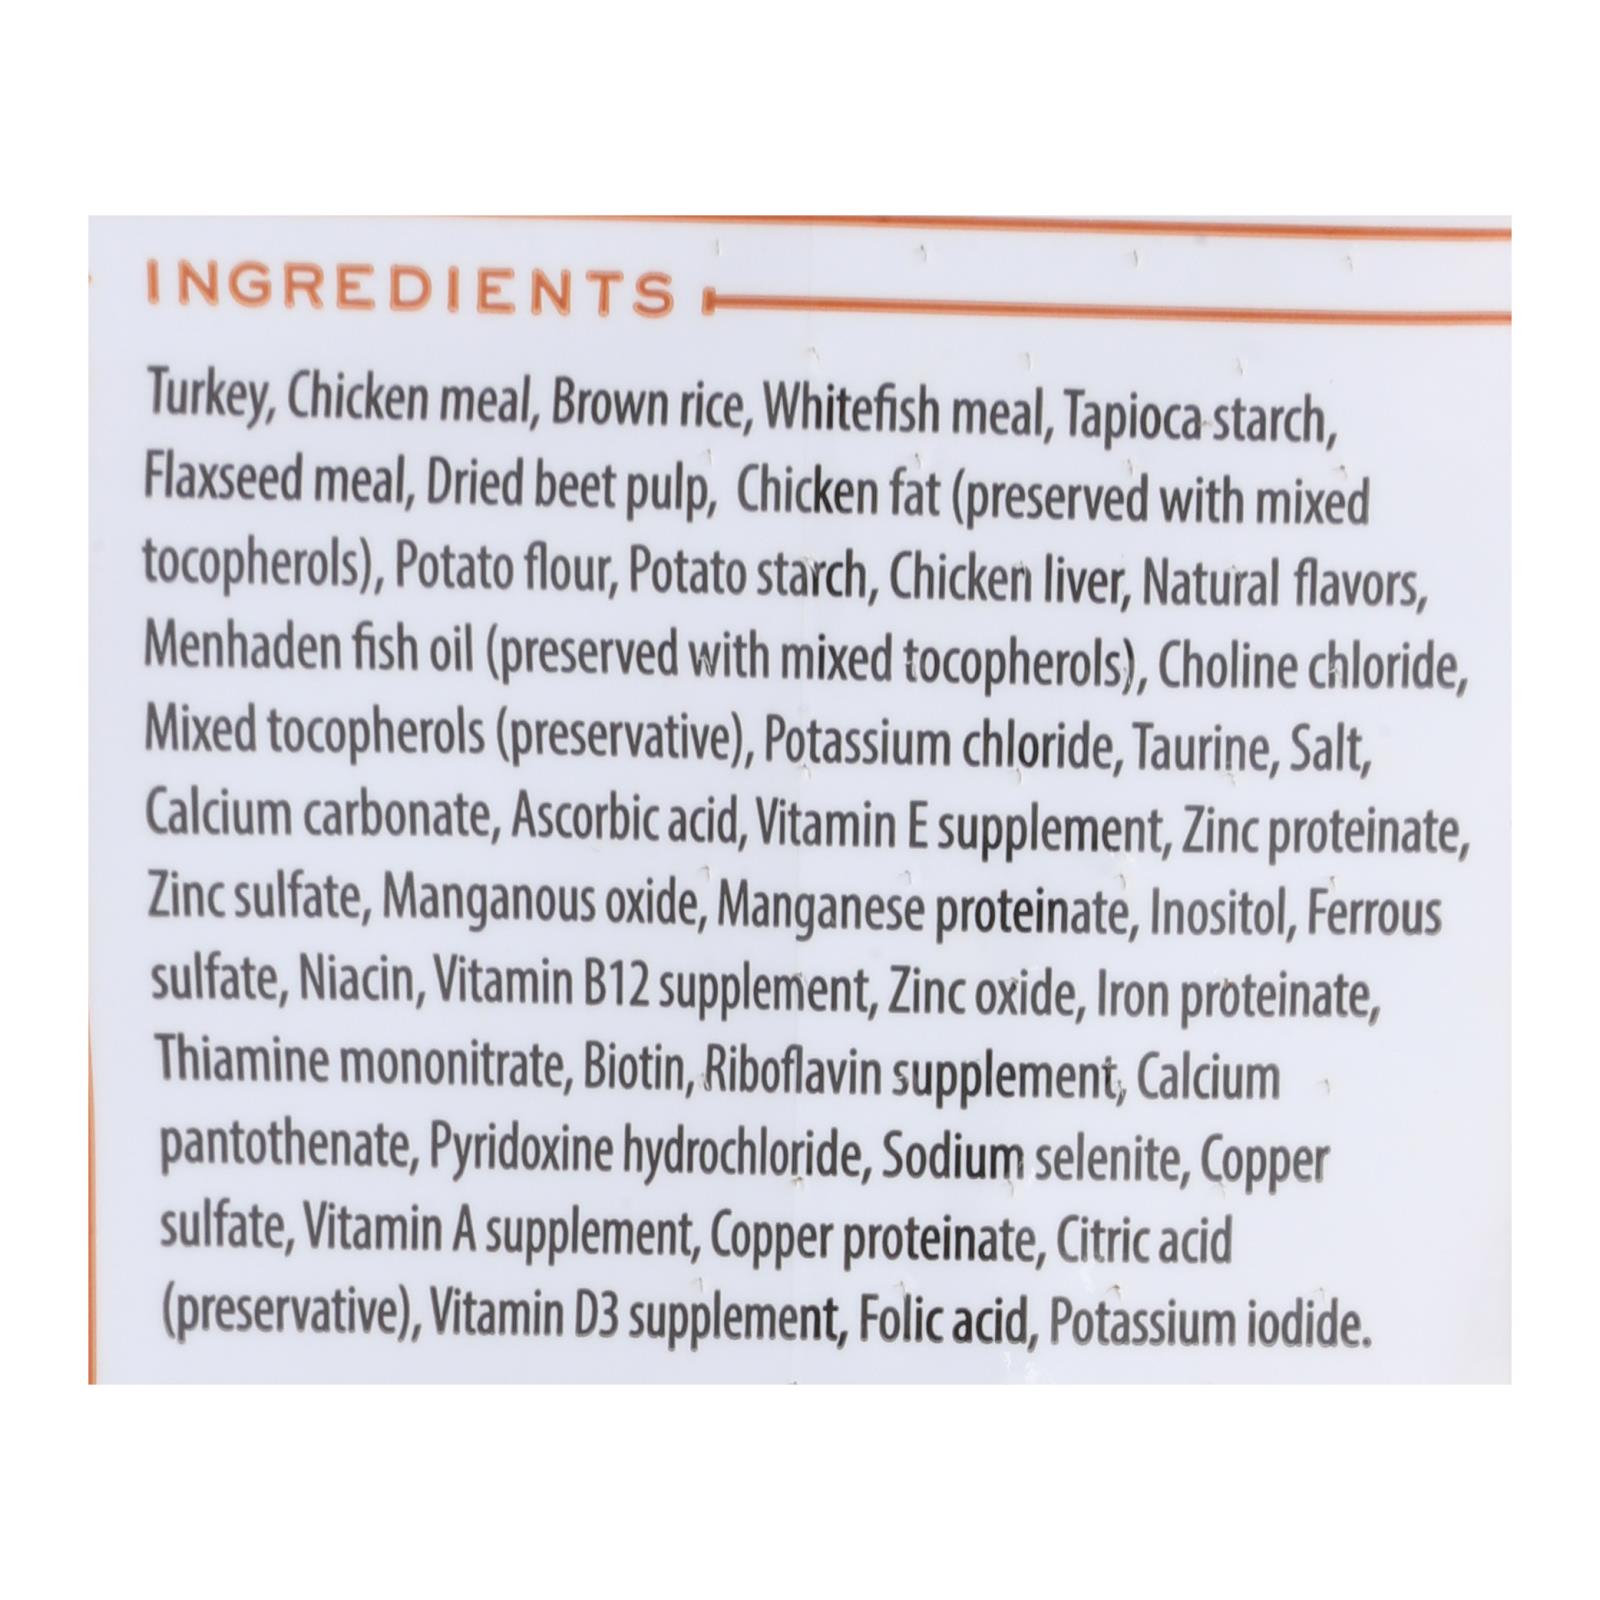 INGREDIENTS
Turkey, Chicken meal, Brown rice, Whitefish meal, Tapioca starch,
Flaxseed meal, Dried beet pulp, Chicken fat (preserved with mixed
tocopherols), Potato flour, Potato starch, Chicken liver, Natural flavors,
Menhaden fish oil (preserved with mixed tocopherols), Choline chloride,
Mixed tocopherols (preservative), Potassium chloride, Taurine, Salt,
Calcium carbonate, Ascorbic acid, Vitamin E supplement, Zinc proteinate,
Zinc sulfate, Manganous oxide, Manganese proteinate, Inositol, Ferrous
sulfate, Niacin, Vitamin B12 supplement, Zinc oxide, Iron proteinate,
Thiamine mononitrate, Biotin, Riboflavin supplement, Calcium
pantothenate, Pyridoxine hydrochloride, Sodium selenite, Copper
sulfate, Vitamin A supplement, Copper proteinate, Citric acid
(preservative), Vitamin D3 supplement, Folic acid, Potassium iodide.